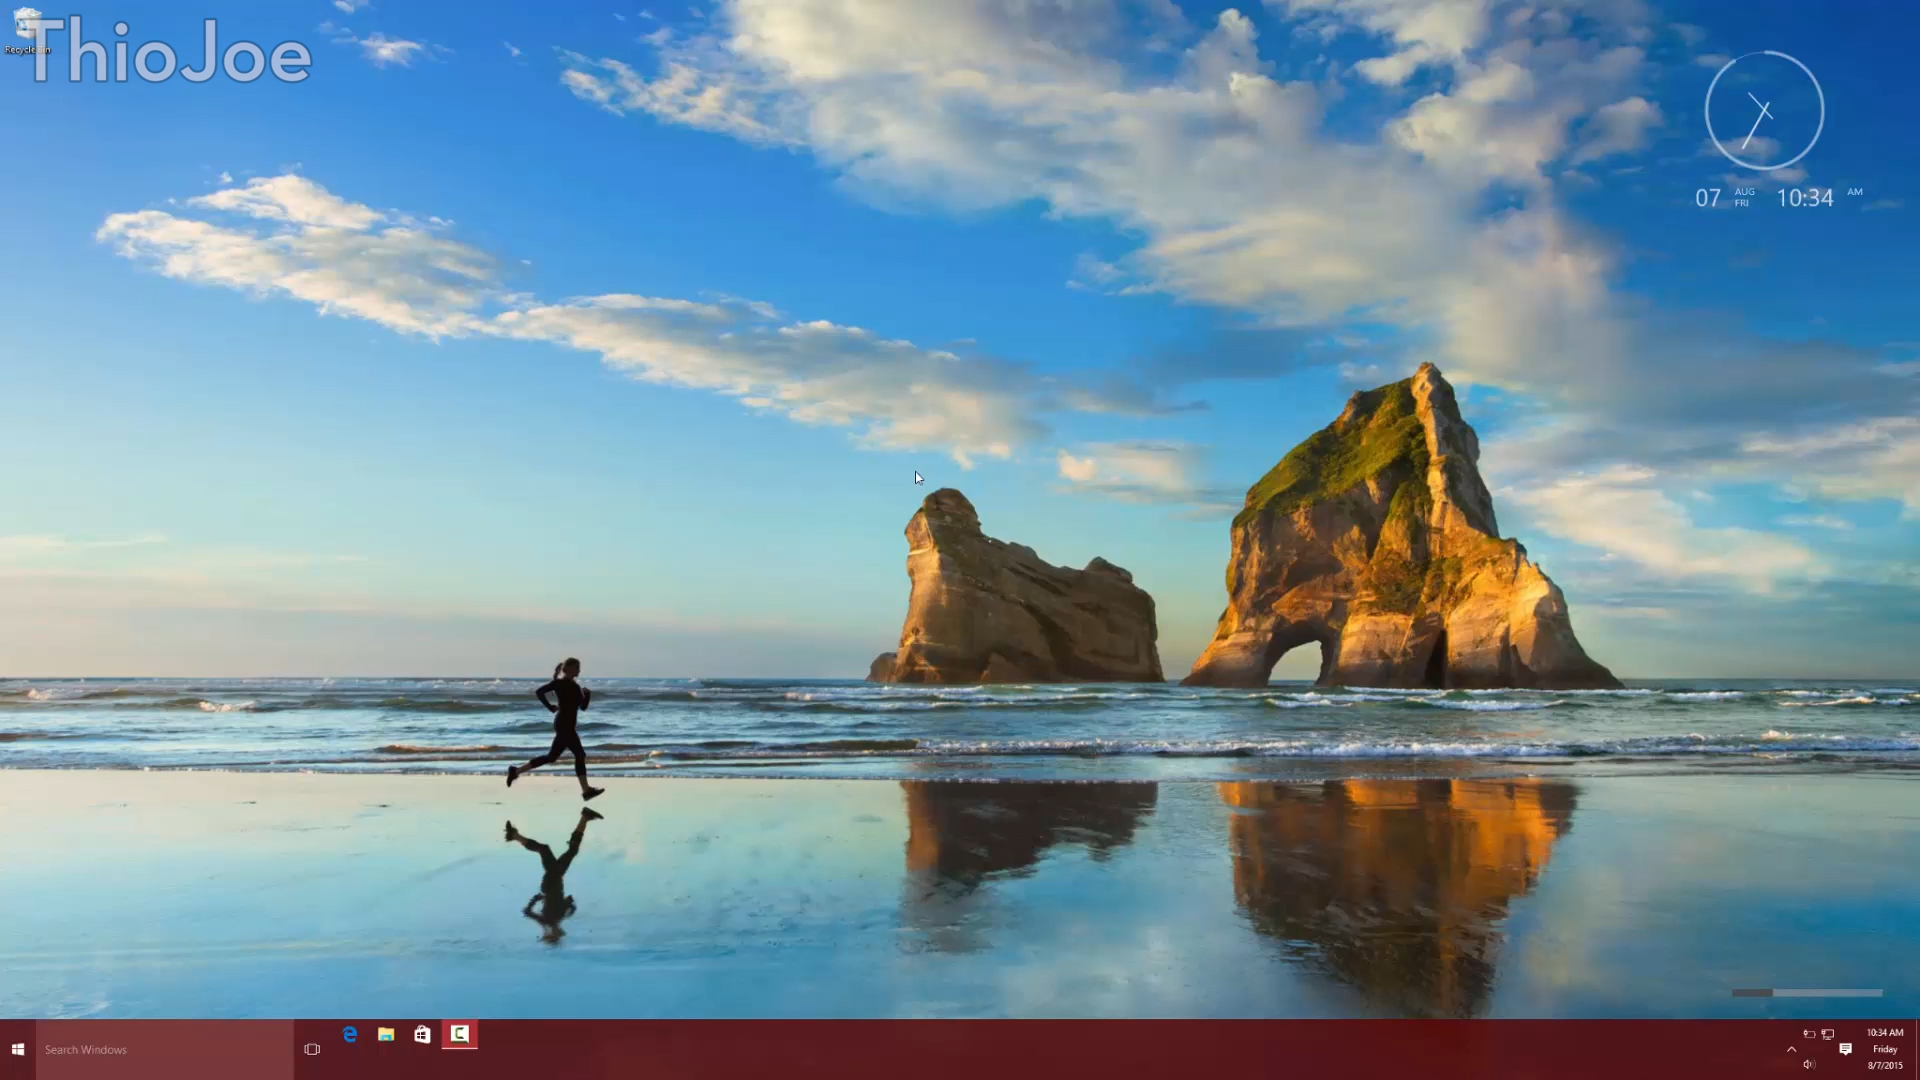 ThioJoe
Recycle Bin
07 AUG FRI 10:34 AM
Search Windows
10:34 AM
Friday
8/7/2015